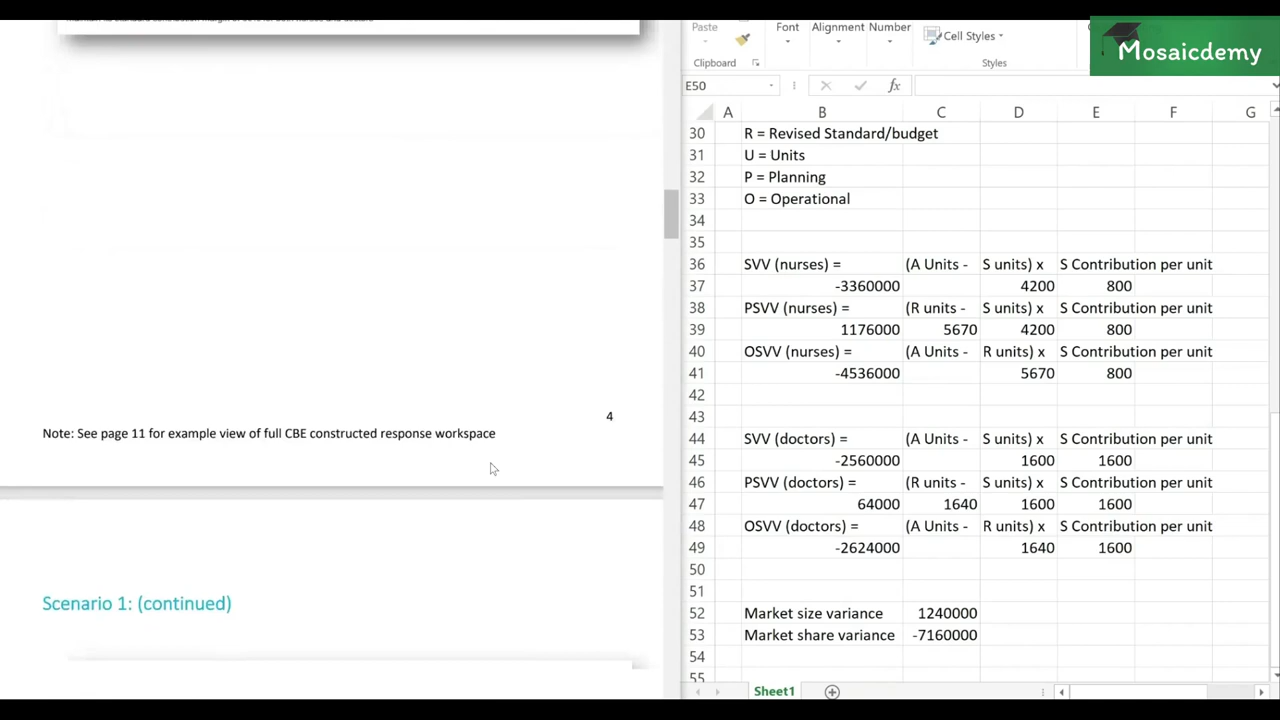 Note: See page 11 for example view of full CBE constructed response workspace
4
Scenario 1: (continued)
Paste Font Alignment Number Cell Styles
Clipboard Styles
Mosaicdemy
E50 fx
A B C D E F G
30 R = Revised Standard/budget
31 U = Units
32 P = Planning
33 O = Operational
34
35
36 SVV (nurses) = (A Units - S units) x S Contribution per unit
37 -3360000 4200 800
38 PSVV (nurses) = (R units - S units) x S Contribution per unit
39 1176000 5670 4200 800
40 OSVV (nurses) = (A Units - R units) x S Contribution per unit
41 -4536000 5670 800
42
43
44 SVV (doctors) = (A Units - S units) x S Contribution per unit
45 -2560000 1600 1600
46 PSVV (doctors) = (R units - S units) x S Contribution per unit
47 64000 1640 1600 1600
48 OSVV (doctors) = (A Units - R units) x S Contribution per unit
49 -2624000 1640 1600
50
51
52 Market size variance 1240000
53 Market share variance -7160000
54
55
Sheet1